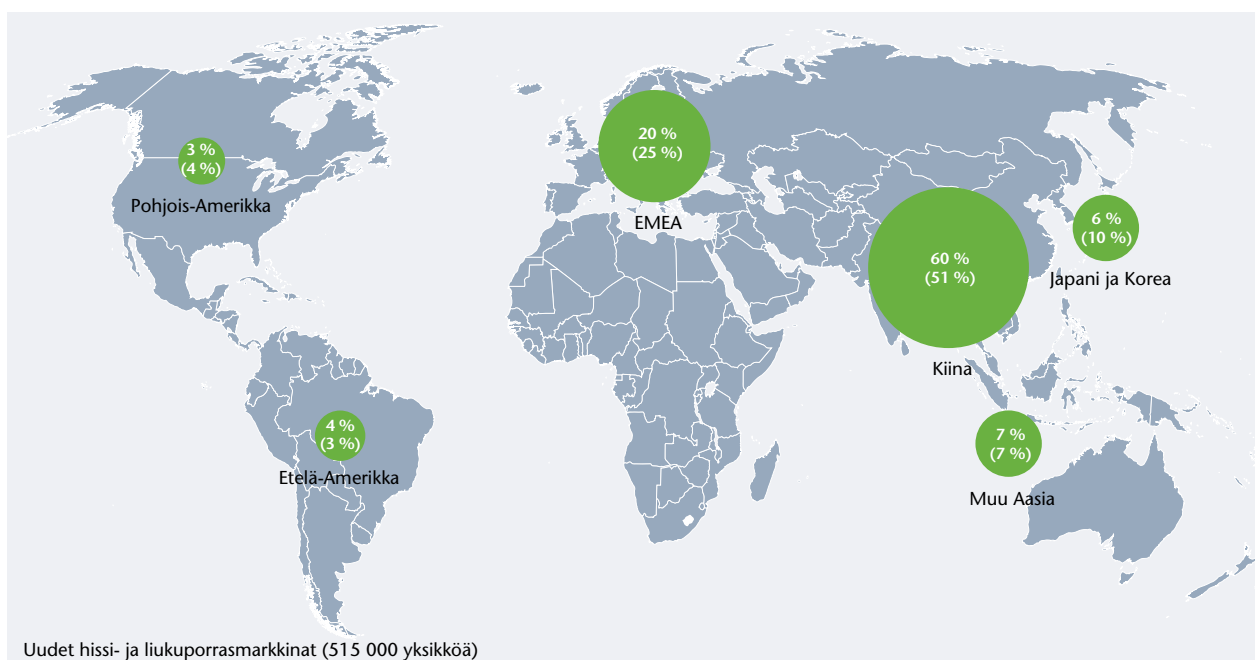 3 %
(4 %)
Pohjois-Amerikka
20 %
(25 %)
EMEA
60 %
(51 %)
Kiina
6 %
(10 %)
Japani ja Korea
4 %
(3 %)
Etelä-Amerikka
7 %
(7 %)
Muu Aasia
Uudet hissi- ja liukuporrasmarkkinat (515 000 yksikköä)